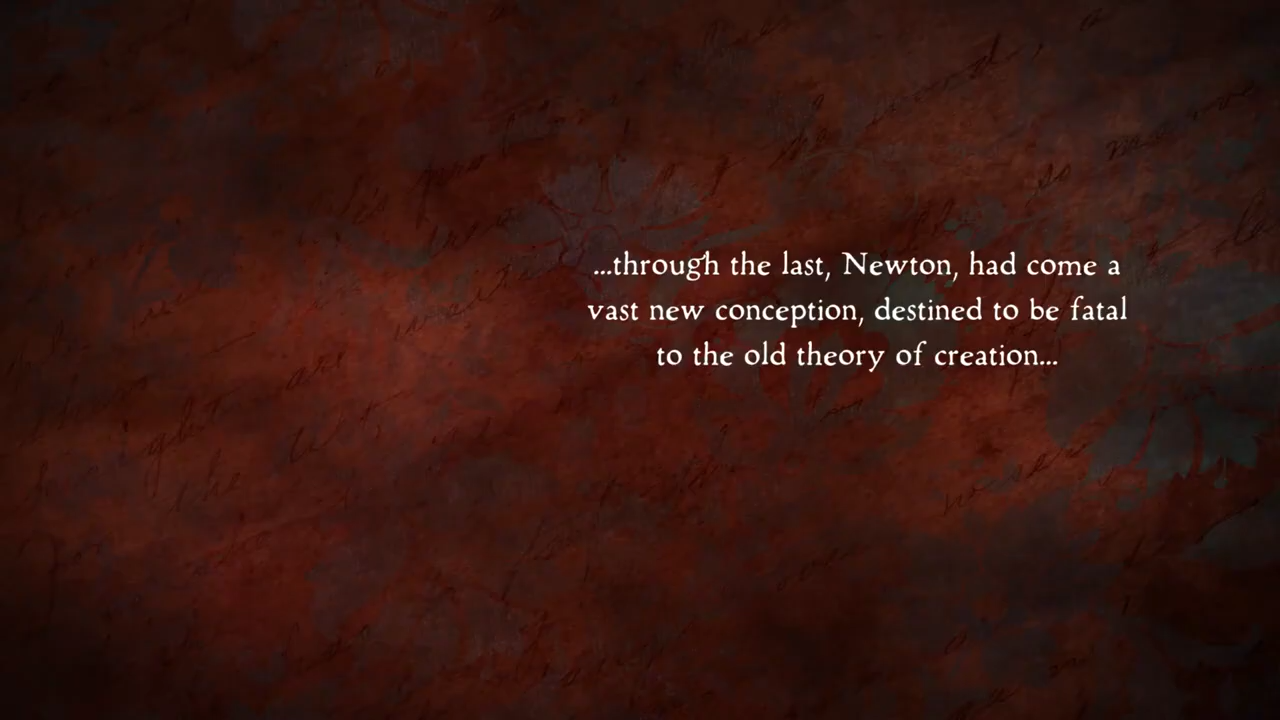 ...through the last, Newton, had come a
vast new conception, destined to be fatal
to the old theory of creation...